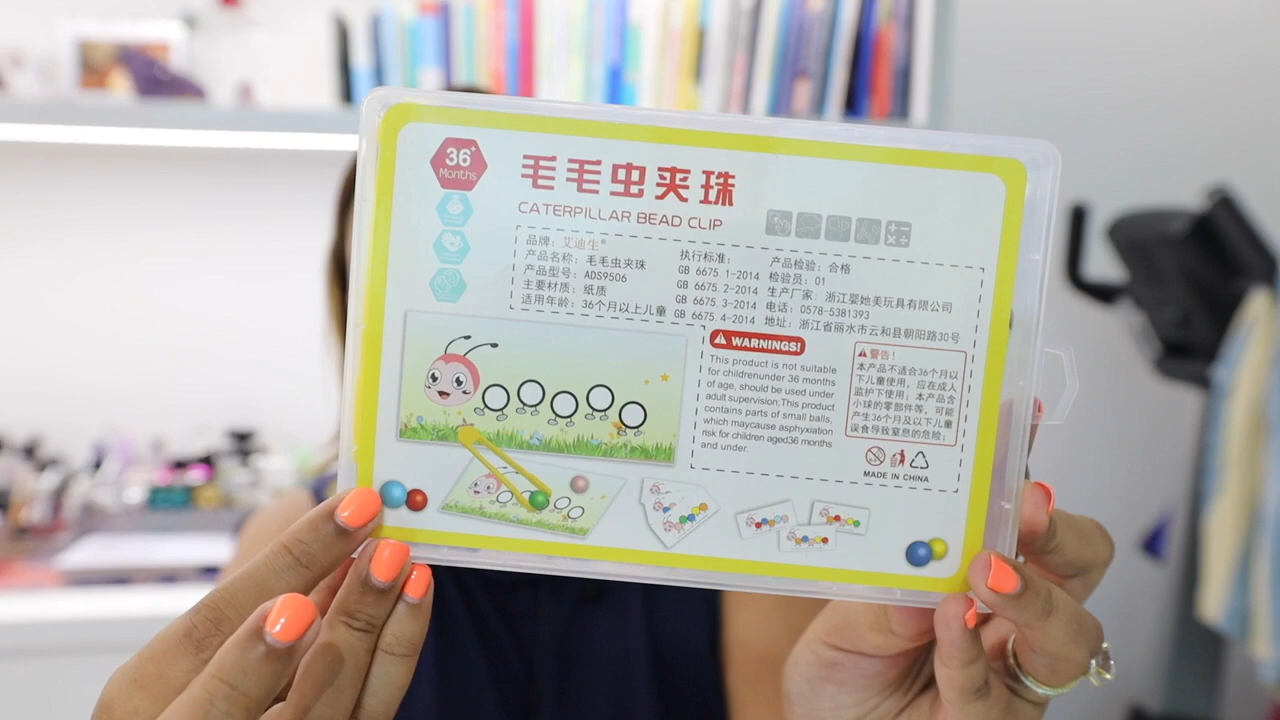 36+
Months
毛毛虫夹珠
CATERPILLAR BEAD CLIP
品牌: 艾迪生®
产品名称: 毛毛虫夹珠
产品型号: ADS9506
主要材质: 纸质
适用年龄: 36个月以上儿童
执行标准:
GB 6675.1-2014
GB 6675.2-2014
GB 6675.3-2014
GB 6675.4-2014
产品检验: 合格
检验员: 01
生产厂家: 浙江婴她美玩具有限公司
电话: 0578-5381393
地址: 浙江省丽水市云和县朝阳路30号
WARNINGS!
This product is not suitable
for childrenunder 36 months
of age, should be used under
adult supervision;This product
contains parts of small balls,
which maycause asphyxiation
risk for children aged36 months
and under.
警告!
本产品不适合36个月以
下儿童使用, 应在成人
监护下使用; 本产品含
小球的零部件等, 可能
产生36个月及以下儿童
误食导致窒息的危险;
MADE IN CHINA